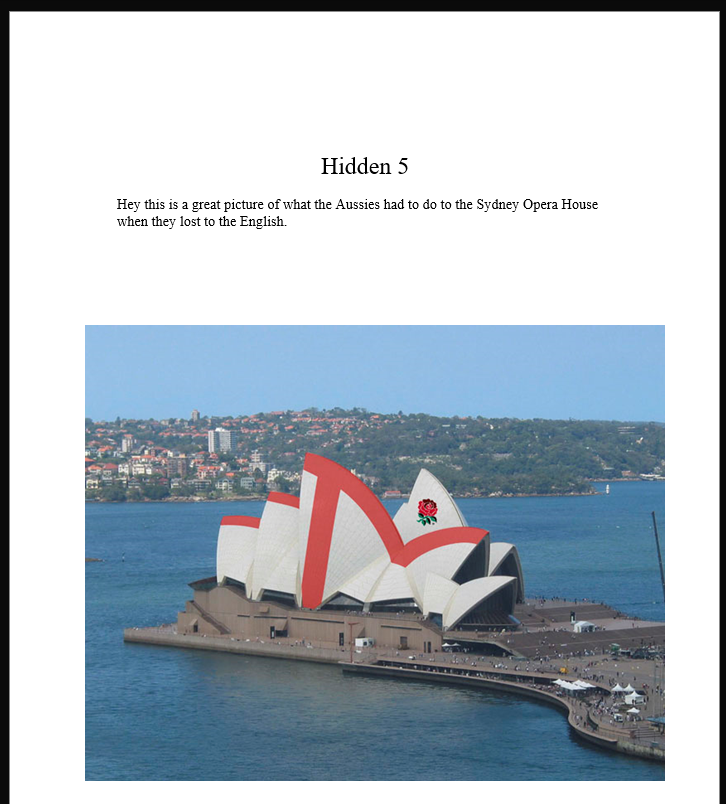 Hidden 5
Hey this is a great picture of what the Aussies had to do to the Sydney Opera House
when they lost to the English.